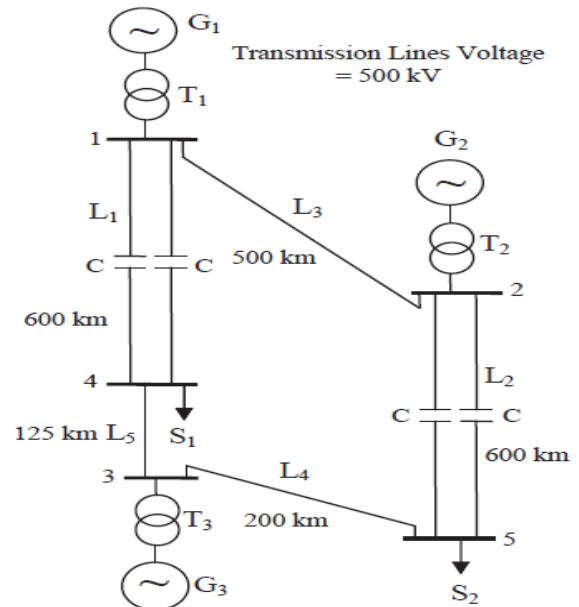 G₁
Transmission Lines Voltage
= 500 kV
T₁
1
G₂
L₁
L₃
T₂
C C
500 km
2
600 km
L₂
4
C C
125 km L₅ S₁
600 km
3
L₄
T₃
200 km
5
G₃
S₂